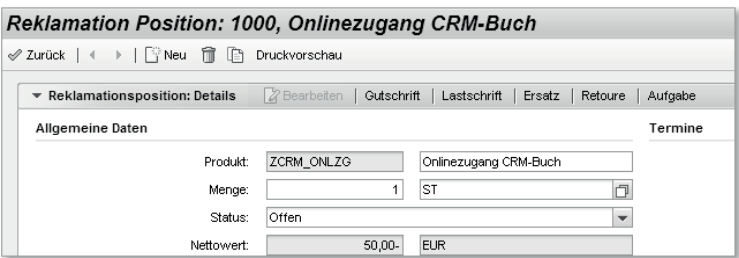 Reklamation Position: 1000, Onlinezugang CRM-Buch
Zurück | Neu Druckvorschau
Reklamationsposition: Details Bearbeiten | Gutschrift | Lastschrift | Ersatz | Retoure | Aufgabe
Allgemeine Daten Termine
Produkt: ZCRM_ONLZG Onlinezugang CRM-Buch
Menge: 1 ST
Status: Offen
Nettowert: 50,00- EUR